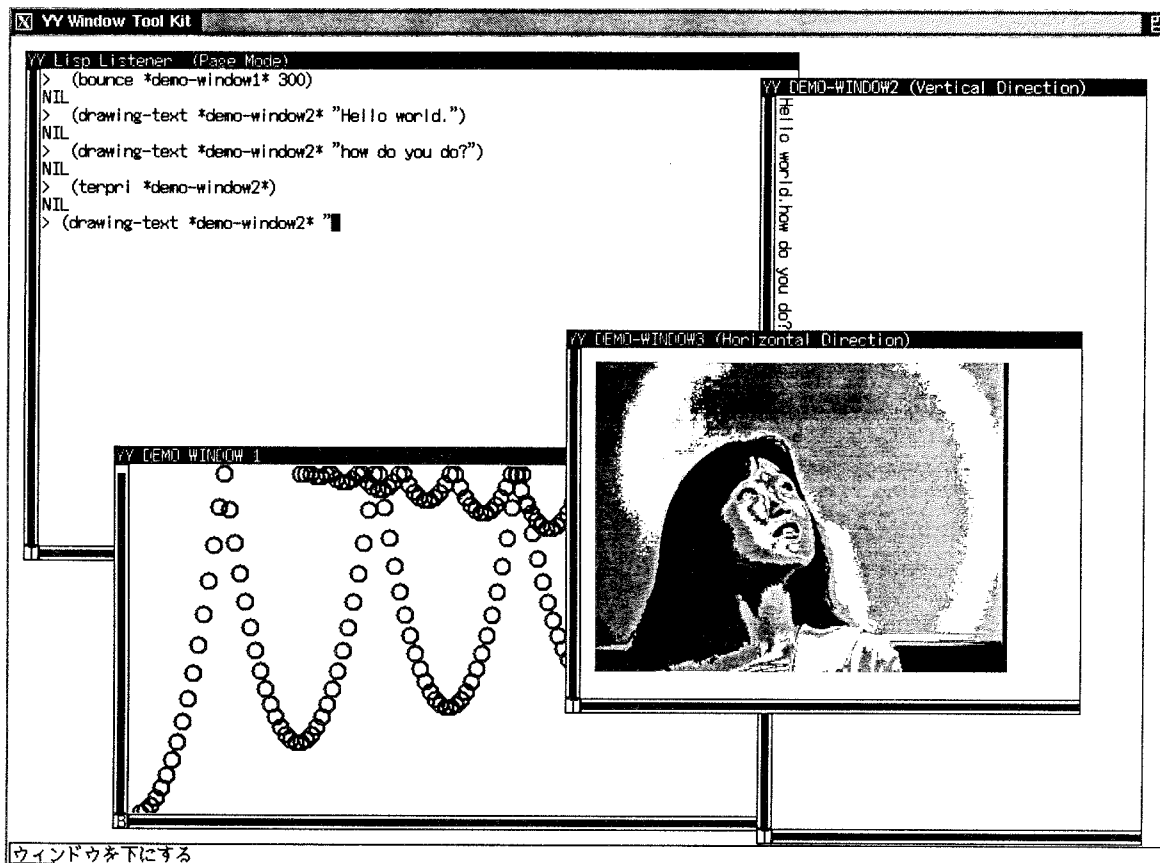 YY Window Tool Kit
YY Lisp Listener (Page Mode)
> (bounce *demo-window1* 300)
NIL
> (drawing-text *demo-window2* "Hello world.")
NIL
> (drawing-text *demo-window2* "how do you do?")
NIL
> (terpri *demo-window2*)
NIL
> (drawing-text *demo-window2* "
YY DEMO-WINDOW2 (Vertical Direction)
Hello world.how do you do?
YY DEMO-WINDOW3 (Horizontal Direction)
YY DEMO WINDOW 1
ウィンドウを下にする